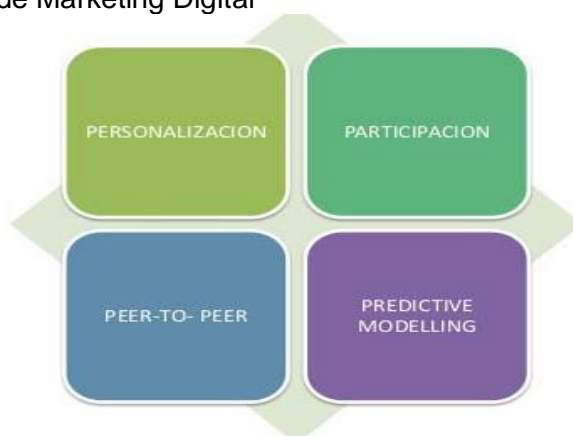 de Marketing Digital
PERSONALIZACION
PARTICIPACION
PEER-TO- PEER
PREDICTIVE
MODELLING